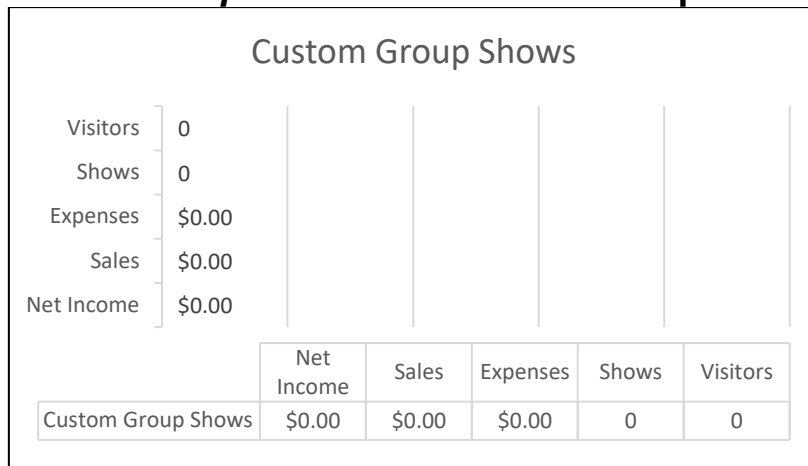 Custom Group Shows
Visitors 0
Shows 0
Expenses $0.00
Sales $0.00
Net Income $0.00
Net Income Sales Expenses Shows Visitors
Custom Group Shows $0.00 $0.00 $0.00 0 0